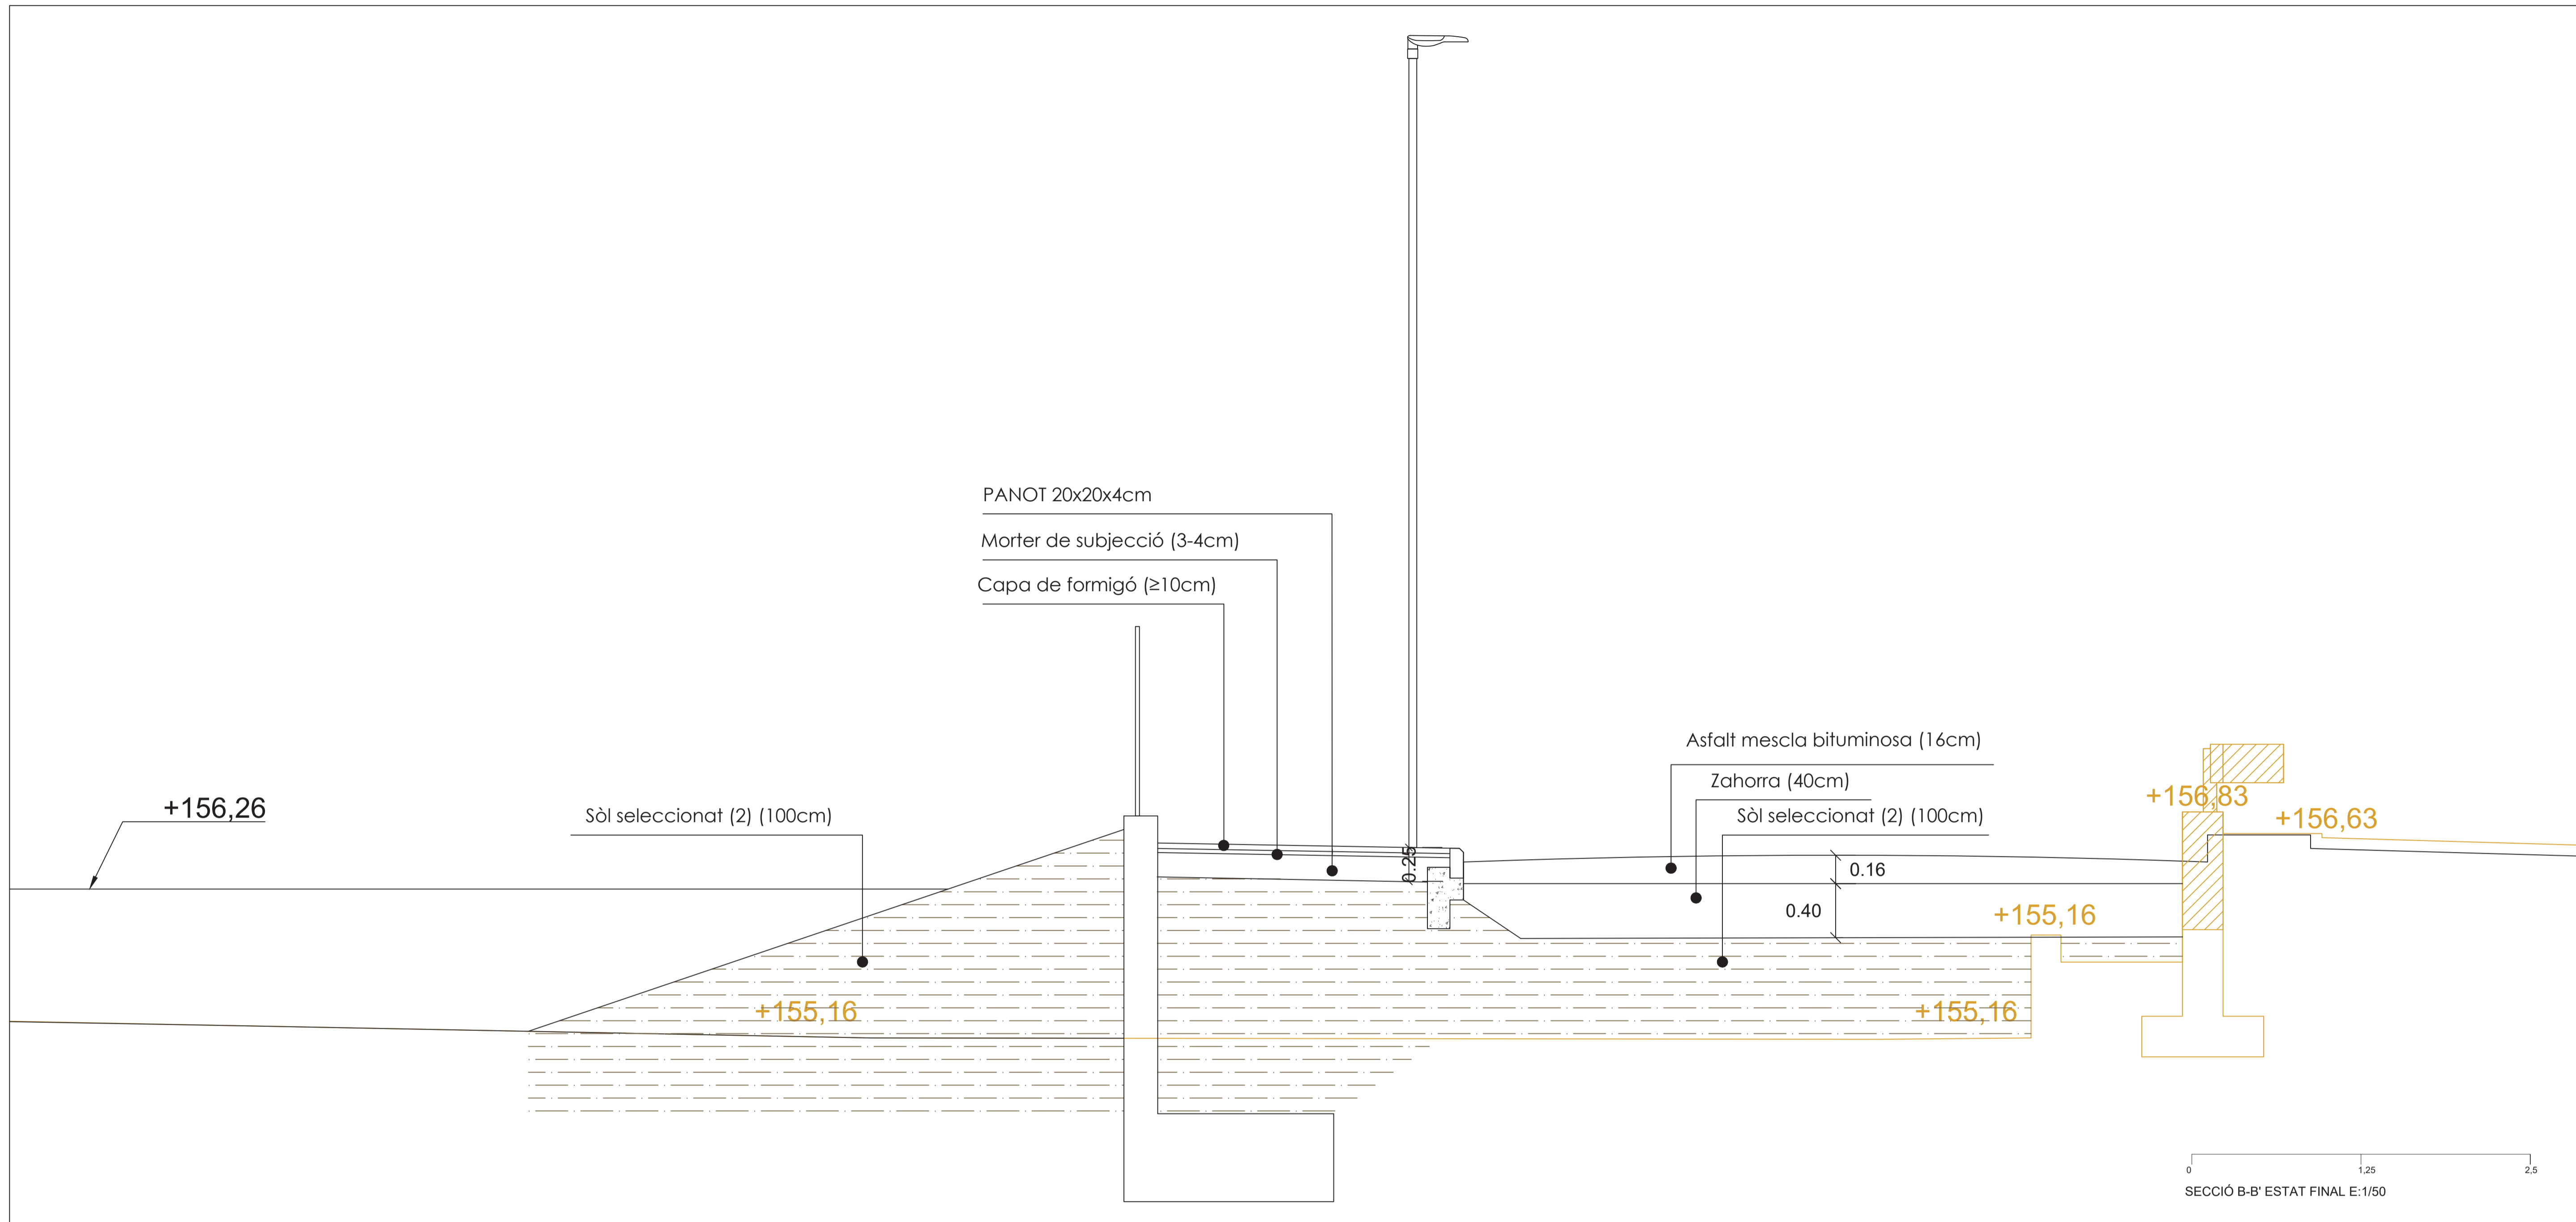 PANOT 20x20x4cm
Morter de subjecció (3-4cm)
Capa de formigó (≥10cm)
Asfalt mescla bituminosa (16cm)
Zahorra (40cm)
Sòl seleccionat (2) (100cm)
+156,26
Sòl seleccionat (2) (100cm)
+156,83
+156,63
0.25
0.16
0.40
+155,16
+155,16
+155,16
0
1,25
2,5
SECCIÓ B-B' ESTAT FINAL E:1/50